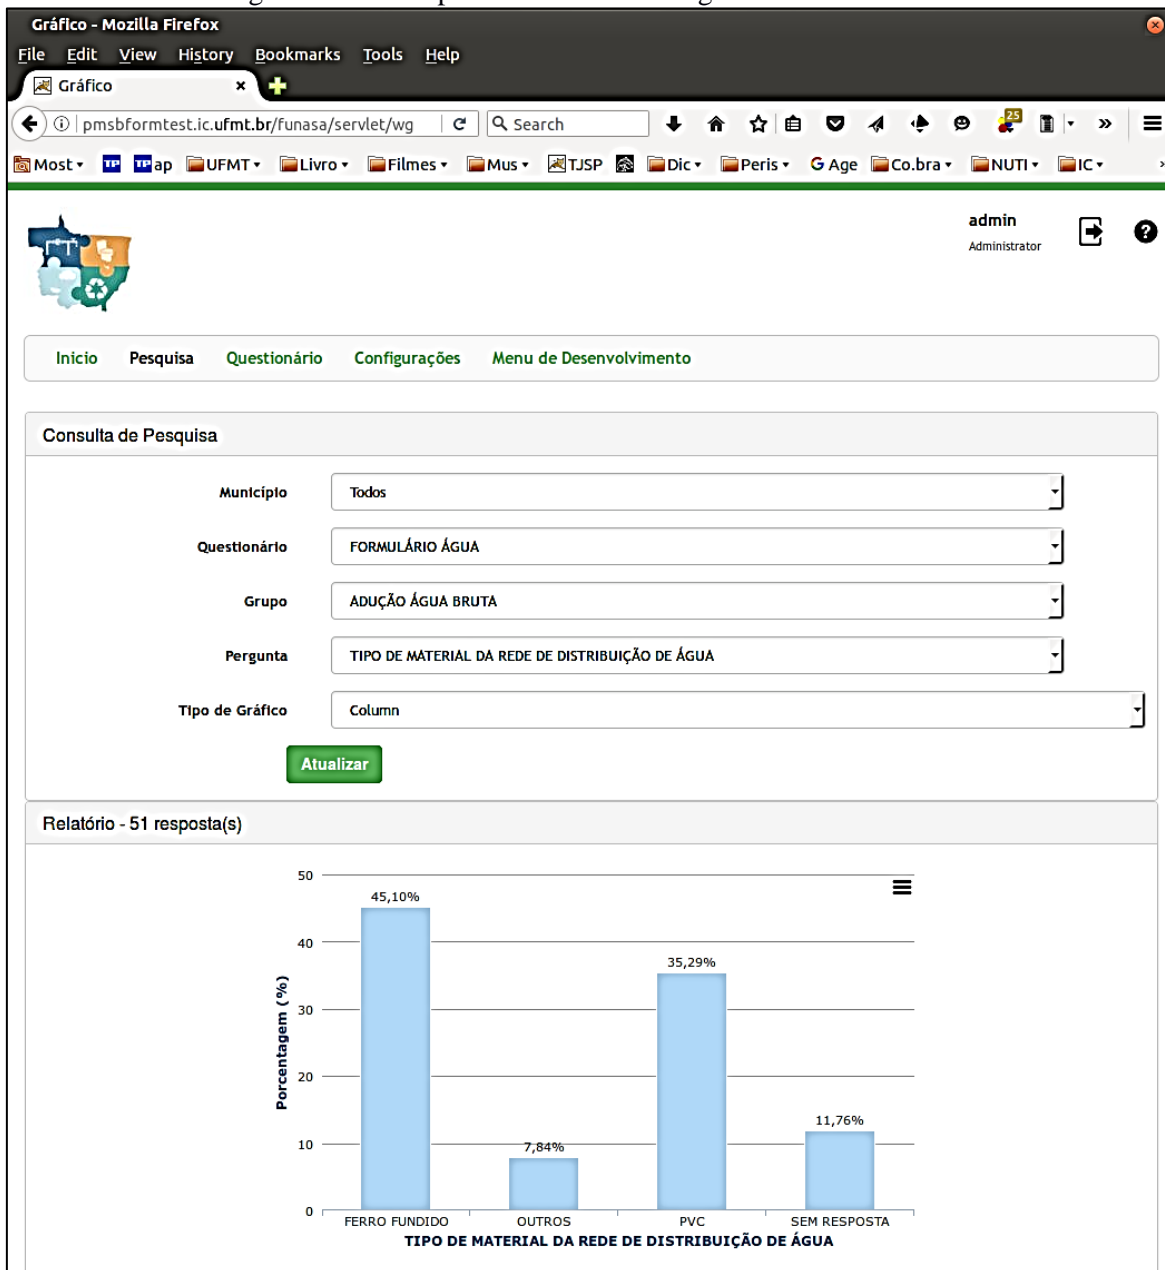 Gráfico - Mozilla Firefox
File Edit View History Bookmarks Tools Help
Gráfico
pmsbformtest.ic.ufmt.br/funasa/servlet/wg Search 25
Most TP TP ap UFMT Livro Filmes Mus TJSP Dic Peris G Age Co.bra NUTI IC
admin
Administrator
Inicio Pesquisa Questionário Configurações Menu de Desenvolvimento
Consulta de Pesquisa
Município Todos
Questionário FORMULÁRIO ÁGUA
Grupo ADUÇÃO ÁGUA BRUTA
Pergunta TIPO DE MATERIAL DA REDE DE DISTRIBUIÇÃO DE ÁGUA
Tipo de Gráfico Column
Atualizar
Relatório - 51 resposta(s)
Porcentagem (%)
50
40
30
20
10
0
45,10%
7,84%
35,29%
11,76%
FERRO FUNDIDO OUTROS PVC SEM RESPOSTA
TIPO DE MATERIAL DA REDE DE DISTRIBUIÇÃO DE ÁGUA